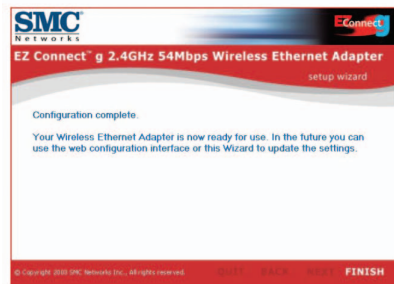 SMC®
Networks
EZ Connect g
EZ Connect™ g 2.4GHz 54Mbps Wireless Ethernet Adapter
setup wizard
Configuration complete.
Your Wireless Ethernet Adapter is now ready for use. In the future you can
use the web configuration interface or this Wizard to update the settings.
© Copyright 2003 SMC Networks Inc., All rights reserved.
QUIT BACK NEXT FINISH